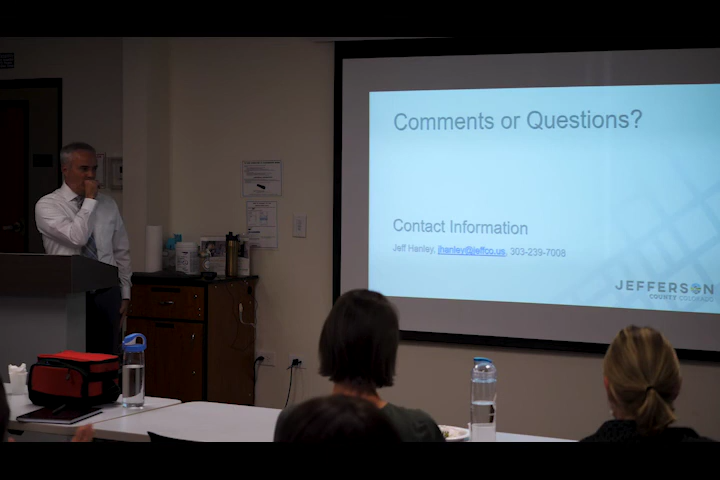 Comments or Questions?
Contact Information
Jeff Hanley, jhanley@jeffco.us, 303-239-7008
JEFFERSON
COUNTY COLORADO